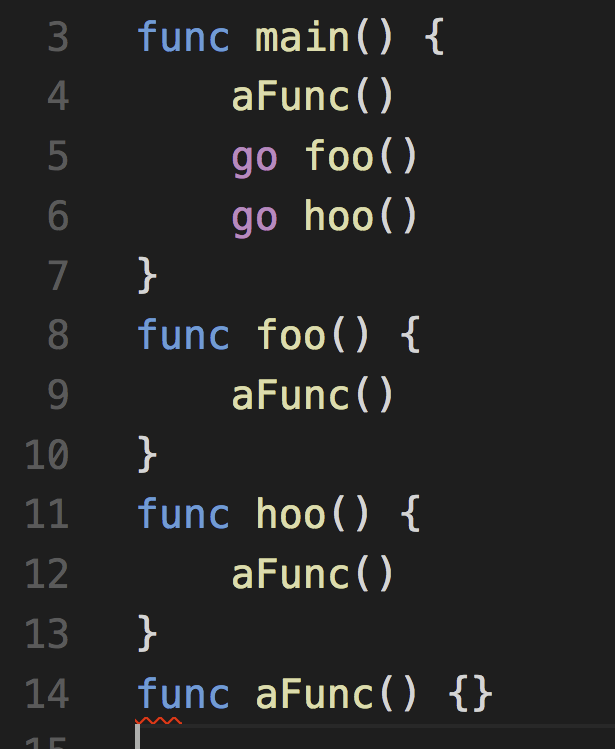 3 func main() {
4     aFunc()
5     go foo()
6     go hoo()
7 }
8 func foo() {
9     aFunc()
10 }
11 func hoo() {
12     aFunc()
13 }
14 func aFunc() {}
15